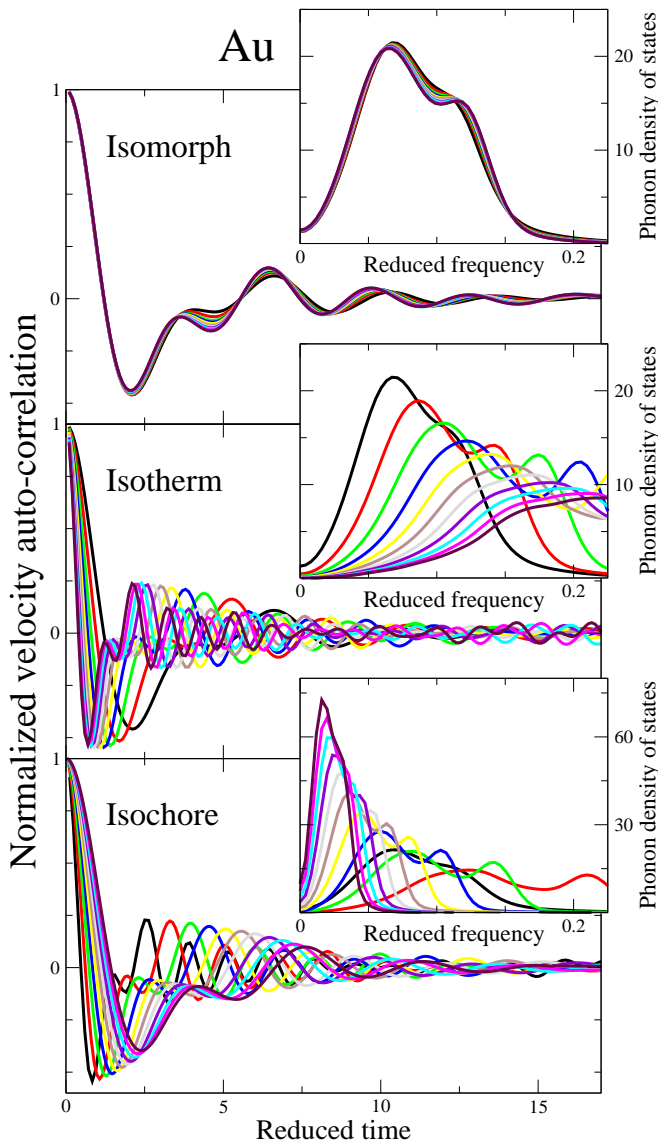 Au
Normalized velocity auto-correlation
1
Isomorph
0
20
10
Phonon density of states
0
0.2
Reduced frequency
Isotherm
0
20
10
Phonon density of states
0
0.2
Reduced frequency
Isochore
0
60
30
Phonon density of states
0
0.2
Reduced frequency
0
5
10
15
Reduced time